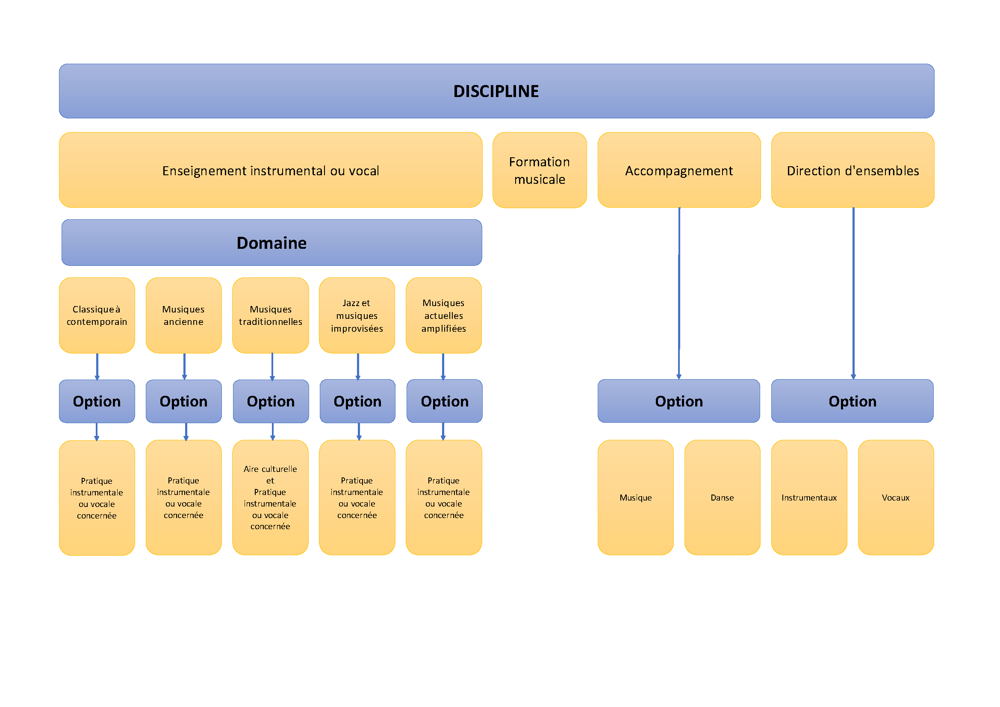 DISCIPLINE
Enseignement instrumental ou vocal
Formation
musicale
Accompagnement
Direction d'ensembles
Domaine
Classique à
contemporain
Musiques
ancienne
Musiques
traditionnelles
Jazz et
musiques
improvisées
Musiques
actuelles
amplifiées
Option
Option
Option
Option
Option
Option
Option
Pratique
instrumentale
ou vocale
concernée
Pratique
instrumentale
ou vocale
concernée
Aire culturelle
et
Pratique
instrumentale
ou vocale
concernée
Pratique
instrumentale
ou vocale
concernée
Pratique
instrumentale
ou vocale
concernée
Musique
Danse
Instrumentaux
Vocaux